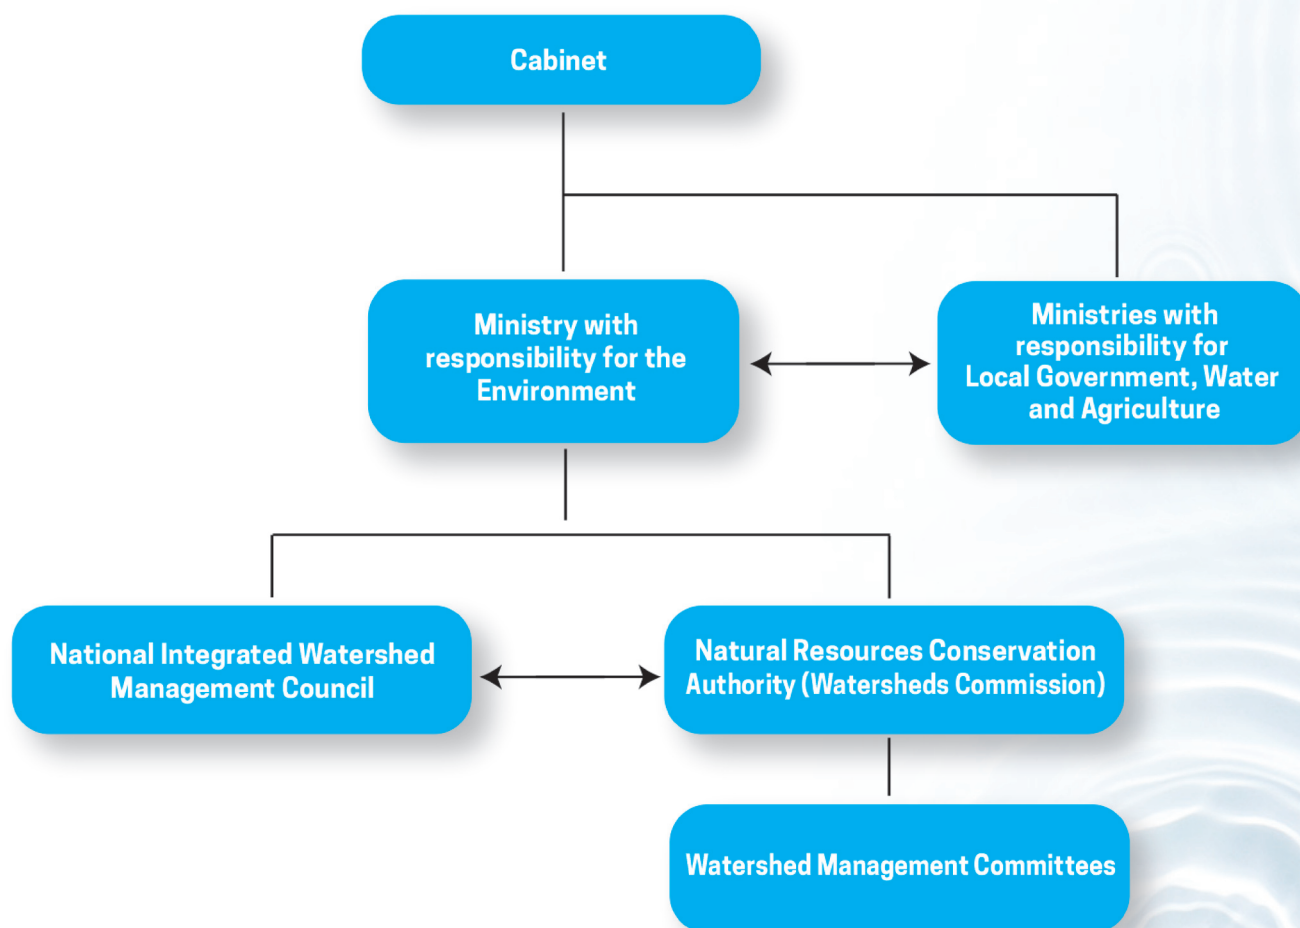 Cabinet
Ministry with
responsibility for the
Environment
Ministries with
responsibility for
Local Government, Water
and Agriculture
National Integrated Watershed
Management Council
Natural Resources Conservation
Authority (Watersheds Commission)
Watershed Management Committees